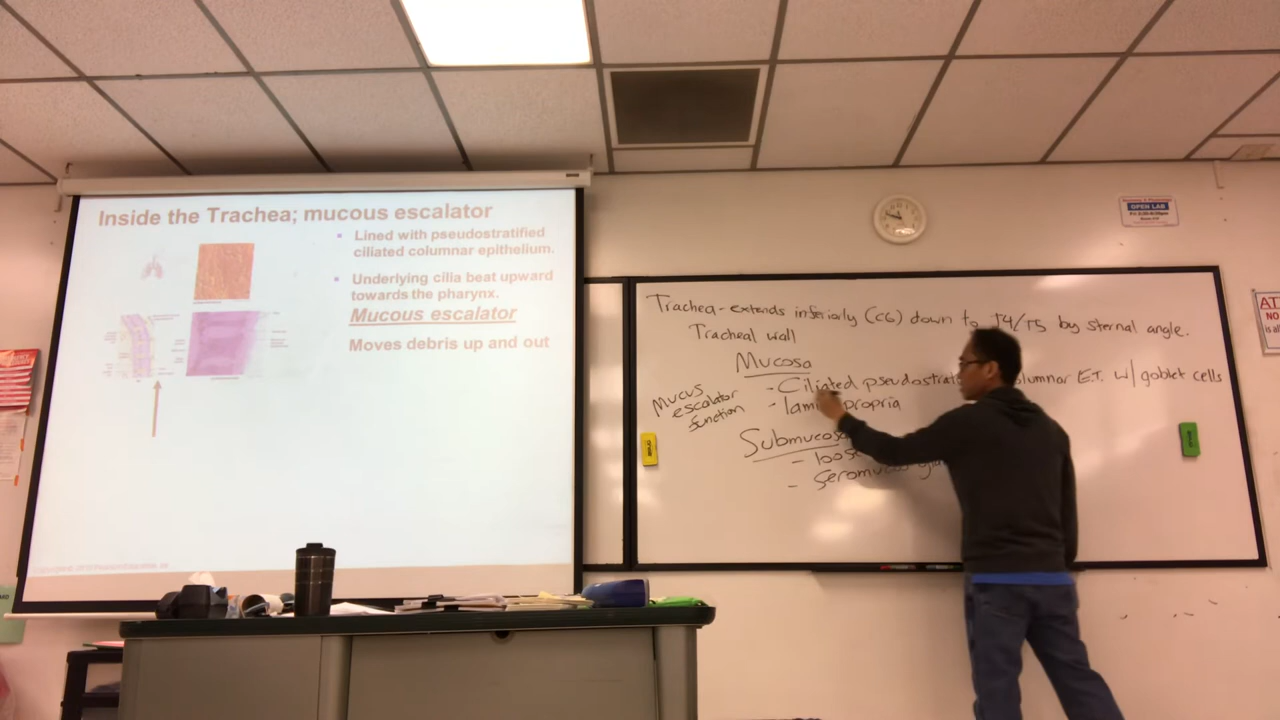 Inside the Trachea; mucous escalator
Lined with pseudostratified
ciliated columnar epithelium.
Underlying cilia beat upward
towards the pharynx.
Mucous escalator
Moves debris up and out
Trachea - extends inferiorly (C6) down to T4/T5 by sternal angle.
Tracheal wall
Mucosa
- Ciliated pseudostrati columnar E.T. w/ goblet cells
- lamina propria
Mucus
escalator
function
Submucosa
- loose
- seromucous
OPEN LAB
NO